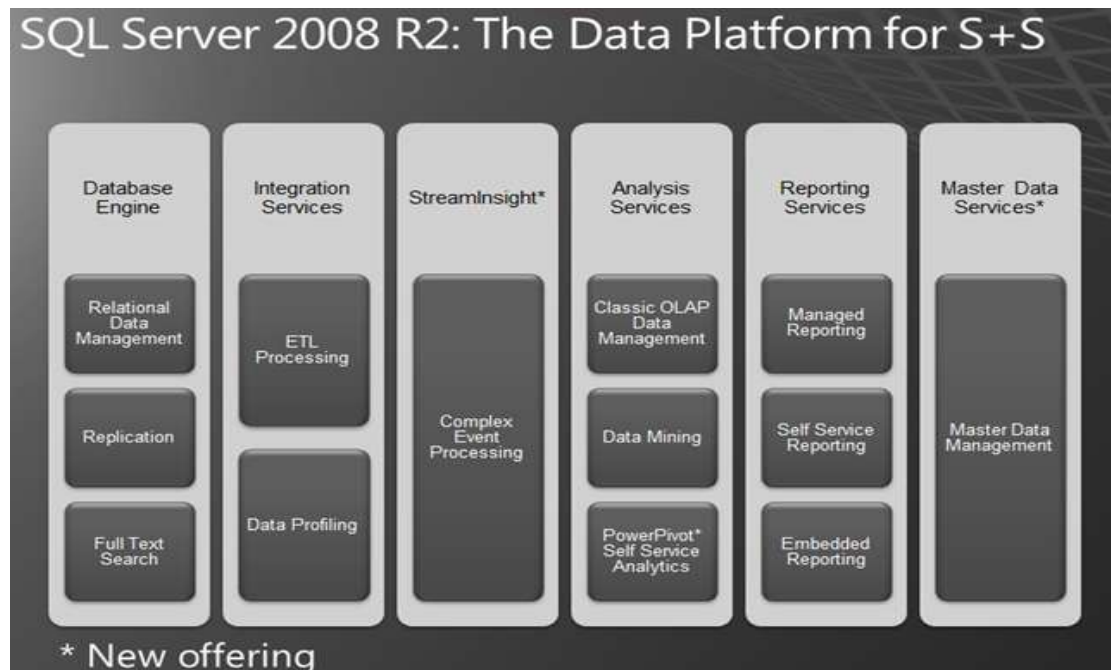 SQL Server 2008 R2: The Data Platform for S+S
Database
Engine
Relational
Data
Management
Replication
Full Text
Search
Integration
Services
ETL
Processing
Data Profiling
StreamInsight*
Complex
Event
Processing
Analysis
Services
Classic OLAP
Data
Management
Data Mining
PowerPivot*
Self Service
Analytics
Reporting
Services
Managed
Reporting
Self Service
Reporting
Embedded
Reporting
Master Data
Services*
Master Data
Management
* New offering